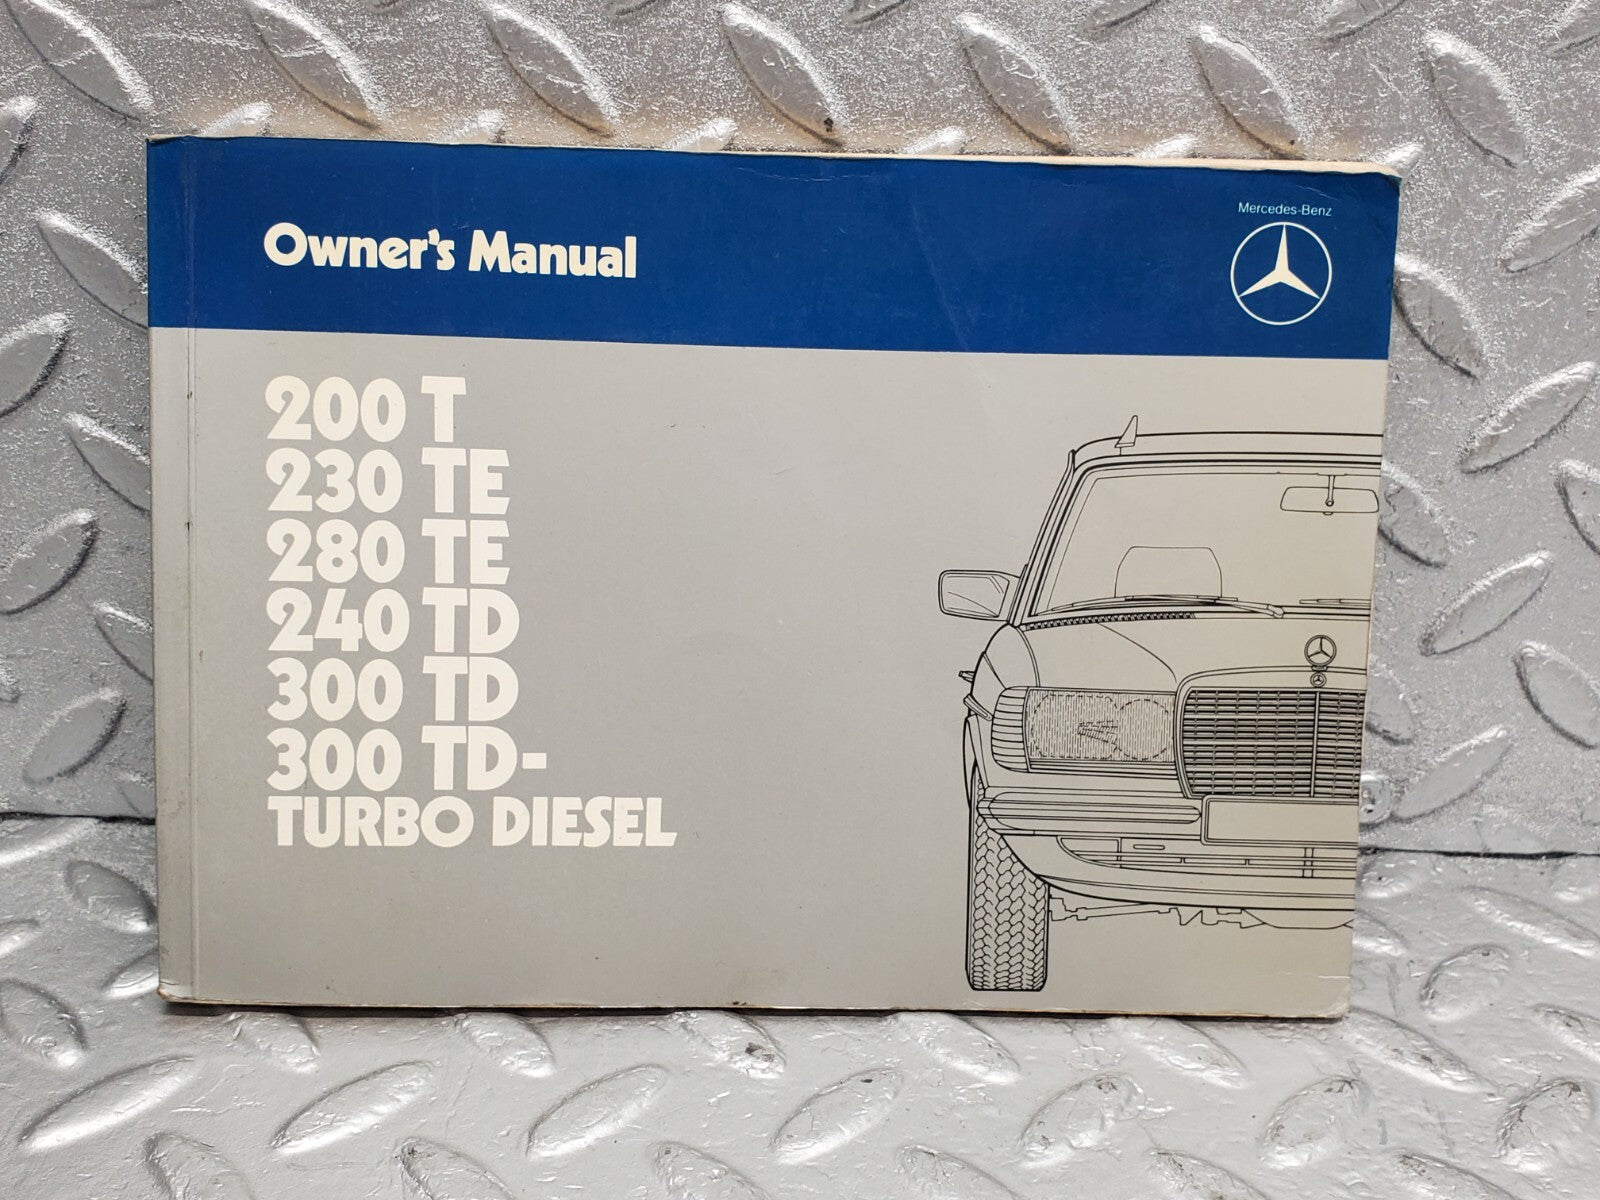 Mercedes-Benz
Owner's Manual
200 T
230 TE
280 TE
240 TD
300 TD
300 TD-
TURBO DIESEL